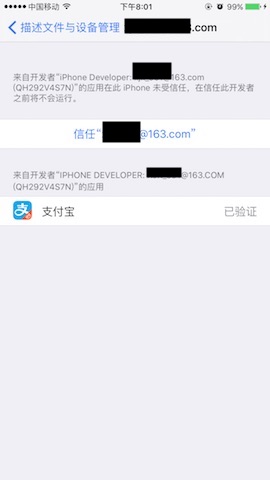 中国移动 下午8:01 99%
描述文件与设备管理 .com
来自开发者“iPhone Developer:
@163.com
(QH292V4S7N)”的应用在此 iPhone 未受信任，在信任此开发者
之前将不会运行。
信任“ @163.com”
来自开发者“IPHONE DEVELOPER:
@163.COM
(QH292V4S7N)”的应用
支付宝 已验证